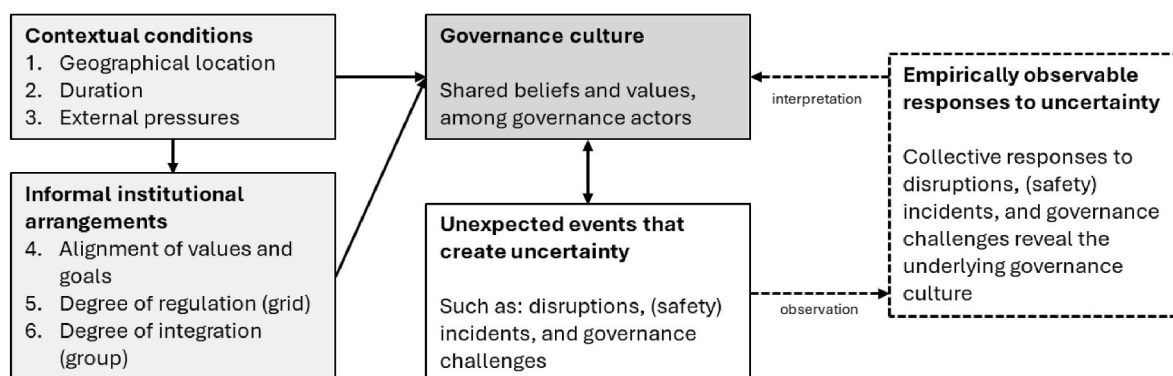 Contextual conditions
1. Geographical location
2. Duration
3. External pressures
Informal institutional
arrangements
4. Alignment of values and
goals
5. Degree of regulation (grid)
6. Degree of integration
(group)
Governance culture
Shared beliefs and values,
among governance actors
Unexpected events that
create uncertainty
Such as: disruptions, (safety)
incidents, and governance
challenges
interpretation
observation
Empirically observable
responses to uncertainty
Collective responses to
disruptions, (safety)
incidents, and governance
challenges reveal the
underlying governance
culture